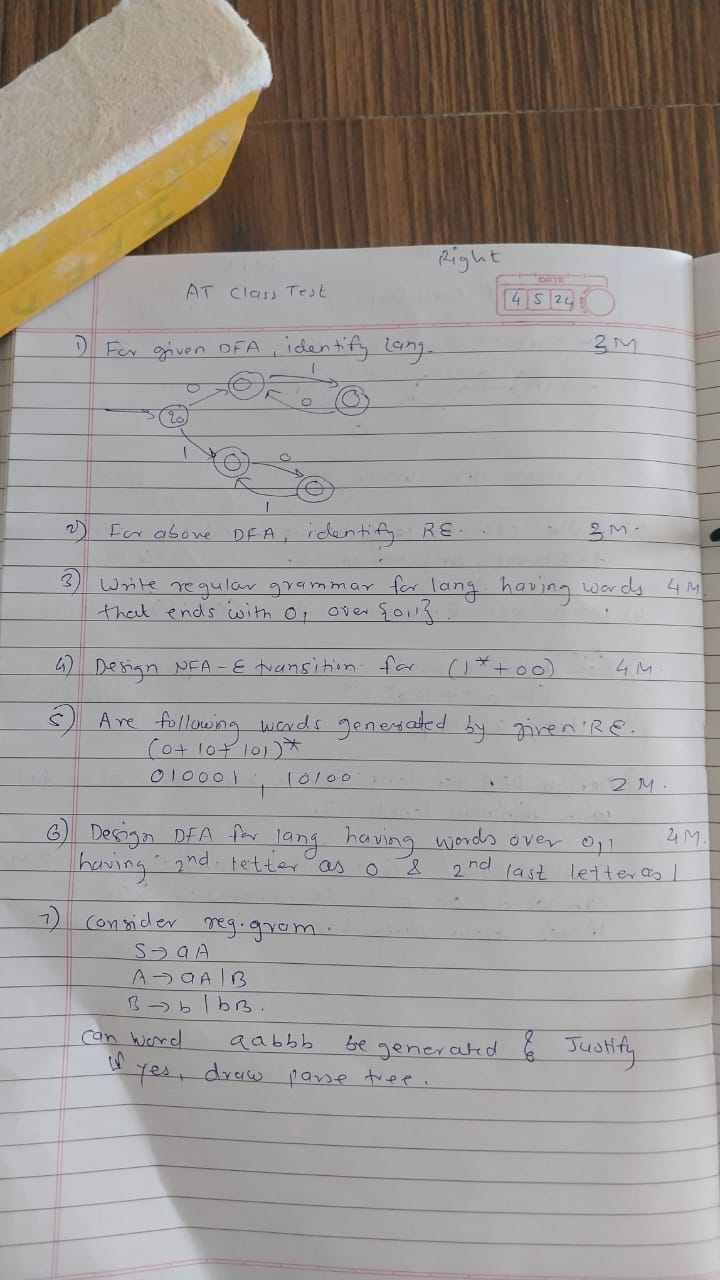 Right
AT Class Test
DATE
4 5 24
1) For given DFA, identify lang. 3M
0 1
q0 0
1 0
1
2) For above DFA, identify RE. 3M.
3) Write regular grammar for lang. having words 4M.
that ends with 0, over {0,1}.
4) Design NFA-ε transition for (1*+00) 4M.
5) Are following words generated by given RE.
(0+10+101)*
010001, 10100 2M.
6) Design DFA for lang having words over 0,1 4M.
having 2nd letter as 0 & 2nd last letter as 1
7) consider reg. gram.
S→aA
A→aA|B
B→b|bB.
can word aabbb be generated & Justify
if yes, draw parse tree.